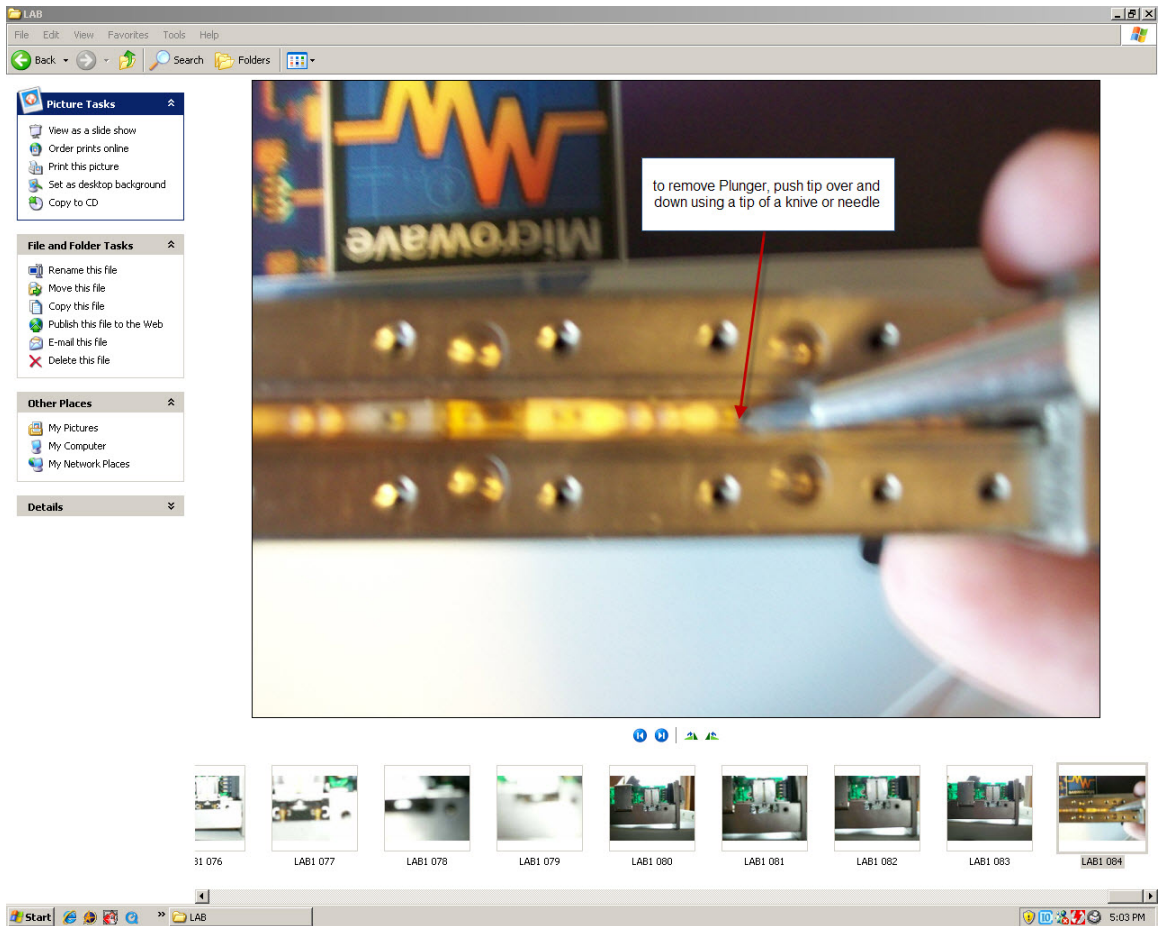 LAB
File Edit View Favorites Tools Help
Back Search Folders
Picture Tasks
View as a slide show
Order prints online
Print this picture
Set as desktop background
Copy to CD
File and Folder Tasks
Rename this file
Move this file
Copy this file
Publish this file to the Web
E-mail this file
Delete this file
Other Places
My Pictures
My Computer
My Network Places
Details
Microwave
to remove Plunger, push tip over and
down using a tip of a knive or needle
LAB1 077 LAB1 078 LAB1 079 LAB1 080 LAB1 081 LAB1 082 LAB1 083 LAB1 084
Start » LAB 5:03 PM